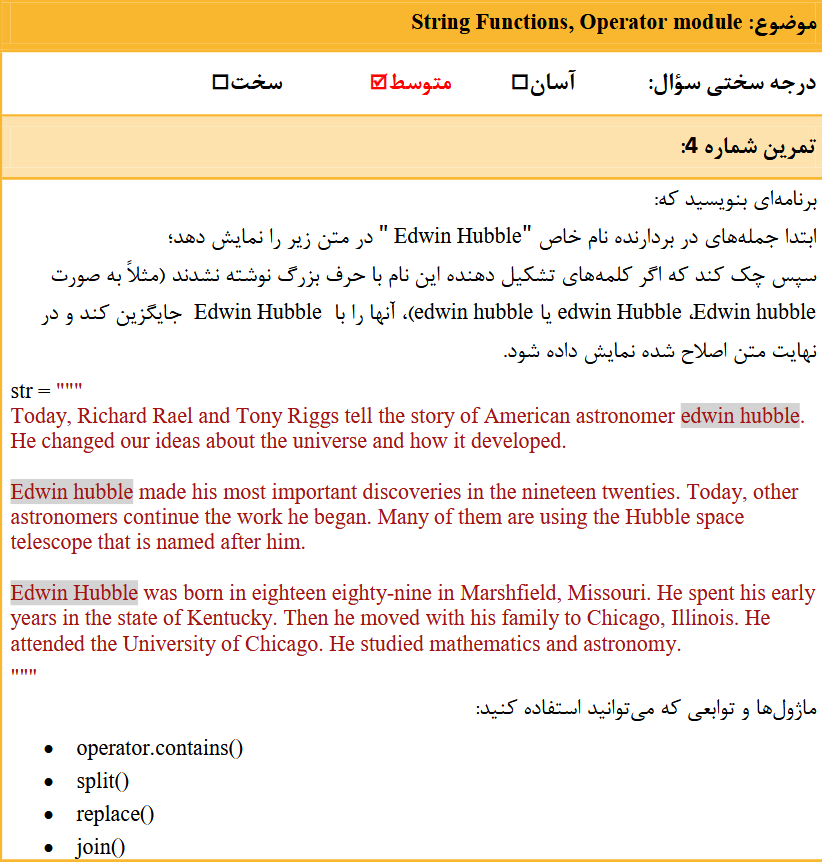 موضوع: String Functions, Operator module
درجه سختی سؤال: آسان☐ متوسط☑ سخت☐
تمرین شماره 4:
برنامه‌ای بنویسید که:
ابتدا جمله‌های در بردارنده نام خاص "Edwin Hubble " در متن زیر را نمایش دهد؛
سپس چک کند که اگر کلمه‌های تشکیل دهنده این نام با حرف بزرگ نوشته نشدند (مثلاً به صورت
Edwin hubble، edwin Hubble یا edwin hubble)، آنها را با Edwin Hubble جایگزین کند و در
نهایت متن اصلاح شده نمایش داده شود.
str = """
Today, Richard Rael and Tony Riggs tell the story of American astronomer edwin hubble.
He changed our ideas about the universe and how it developed.
Edwin hubble made his most important discoveries in the nineteen twenties. Today, other
astronomers continue the work he began. Many of them are using the Hubble space
telescope that is named after him.
Edwin Hubble was born in eighteen eighty-nine in Marshfield, Missouri. He spent his early
years in the state of Kentucky. Then he moved with his family to Chicago, Illinois. He
attended the University of Chicago. He studied mathematics and astronomy.
"""
ماژول‌ها و توابعی که می‌توانید استفاده کنید:
• operator.contains()
• split()
• replace()
• join()